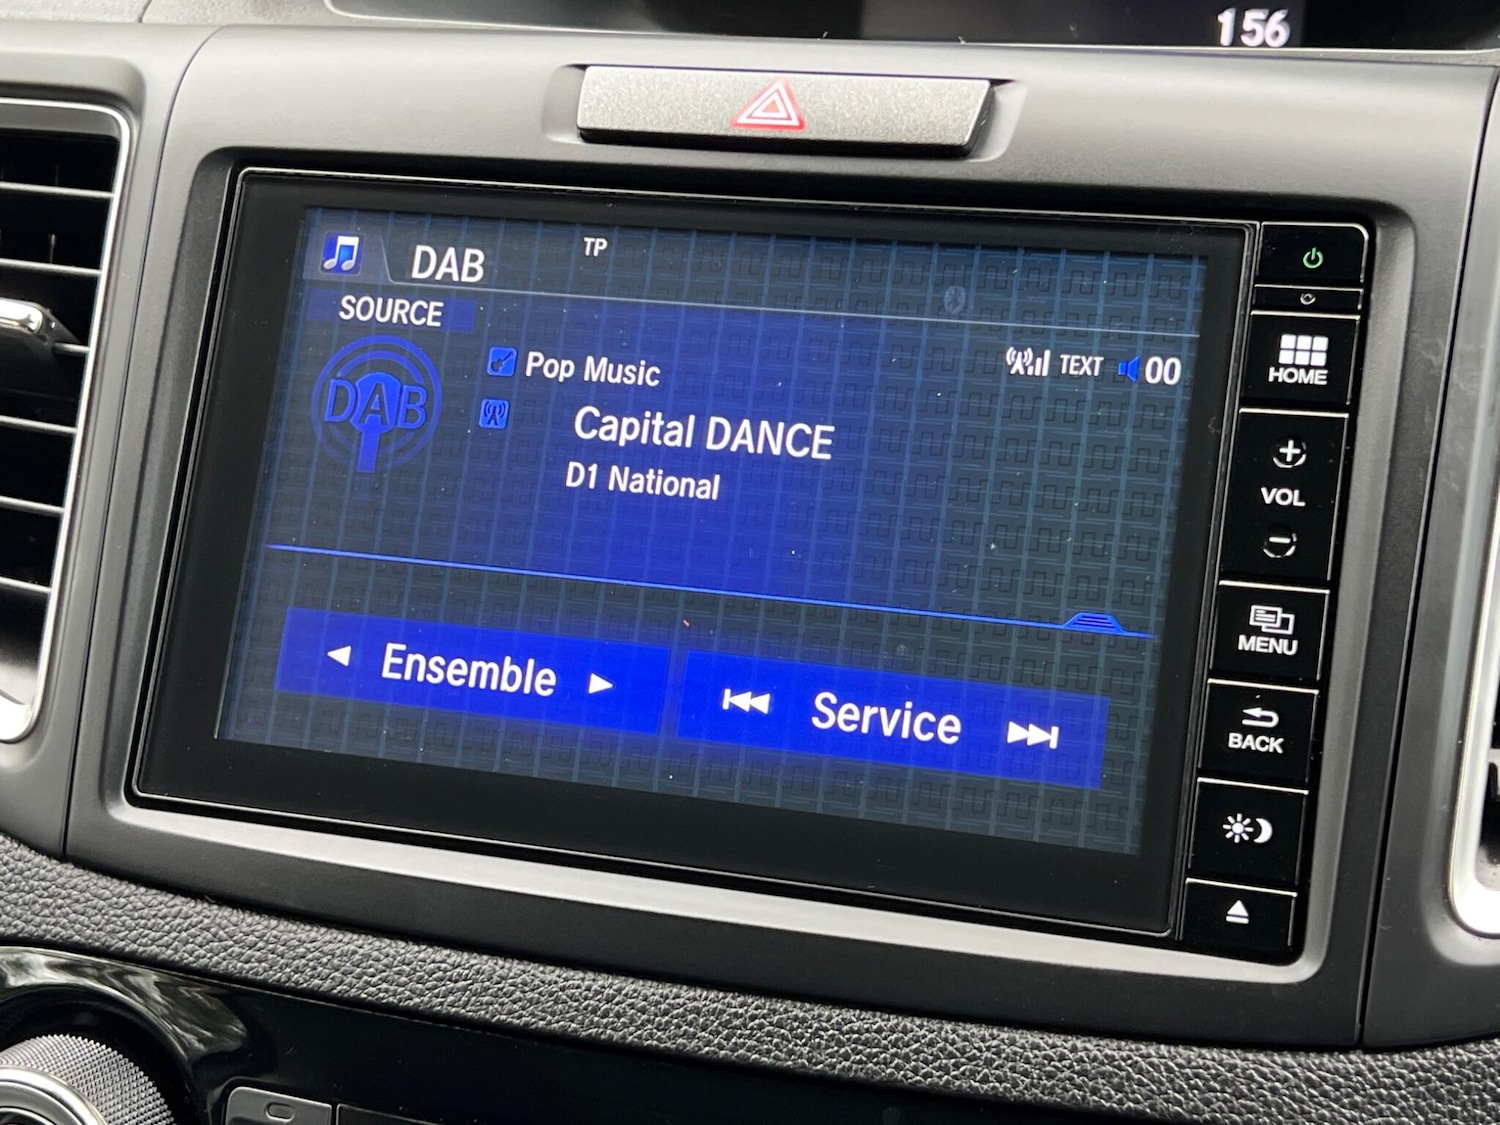 156
DAB
TP
SOURCE
DAB
Pop Music
TEXT 00
Capital DANCE
D1 National
Ensemble
Service
HOME
VOL
MENU
BACK